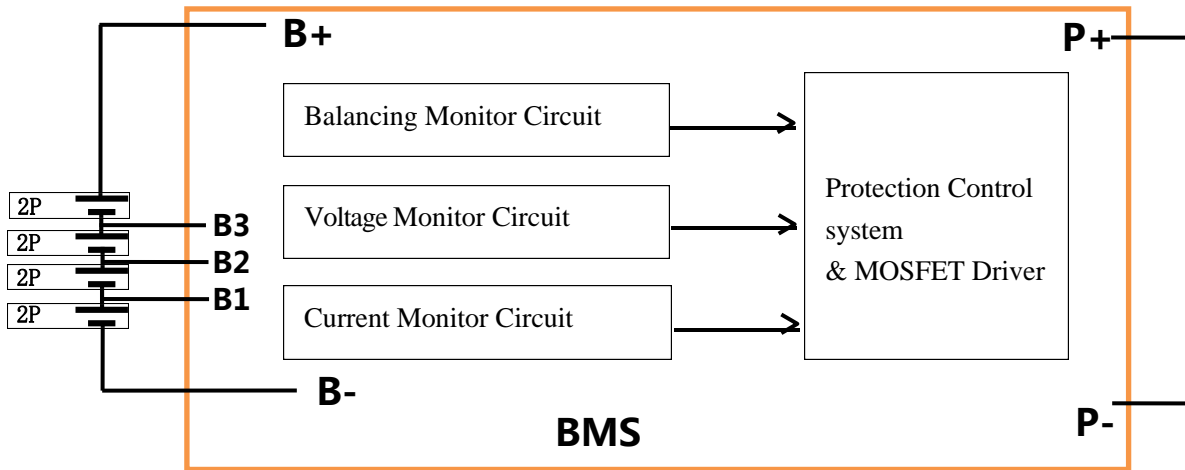 B+
P+
Balancing Monitor Circuit
Voltage Monitor Circuit
Current Monitor Circuit
Protection Control
system
& MOSFET Driver
2P
B3
2P
B2
2P
B1
2P
B-
P-
BMS